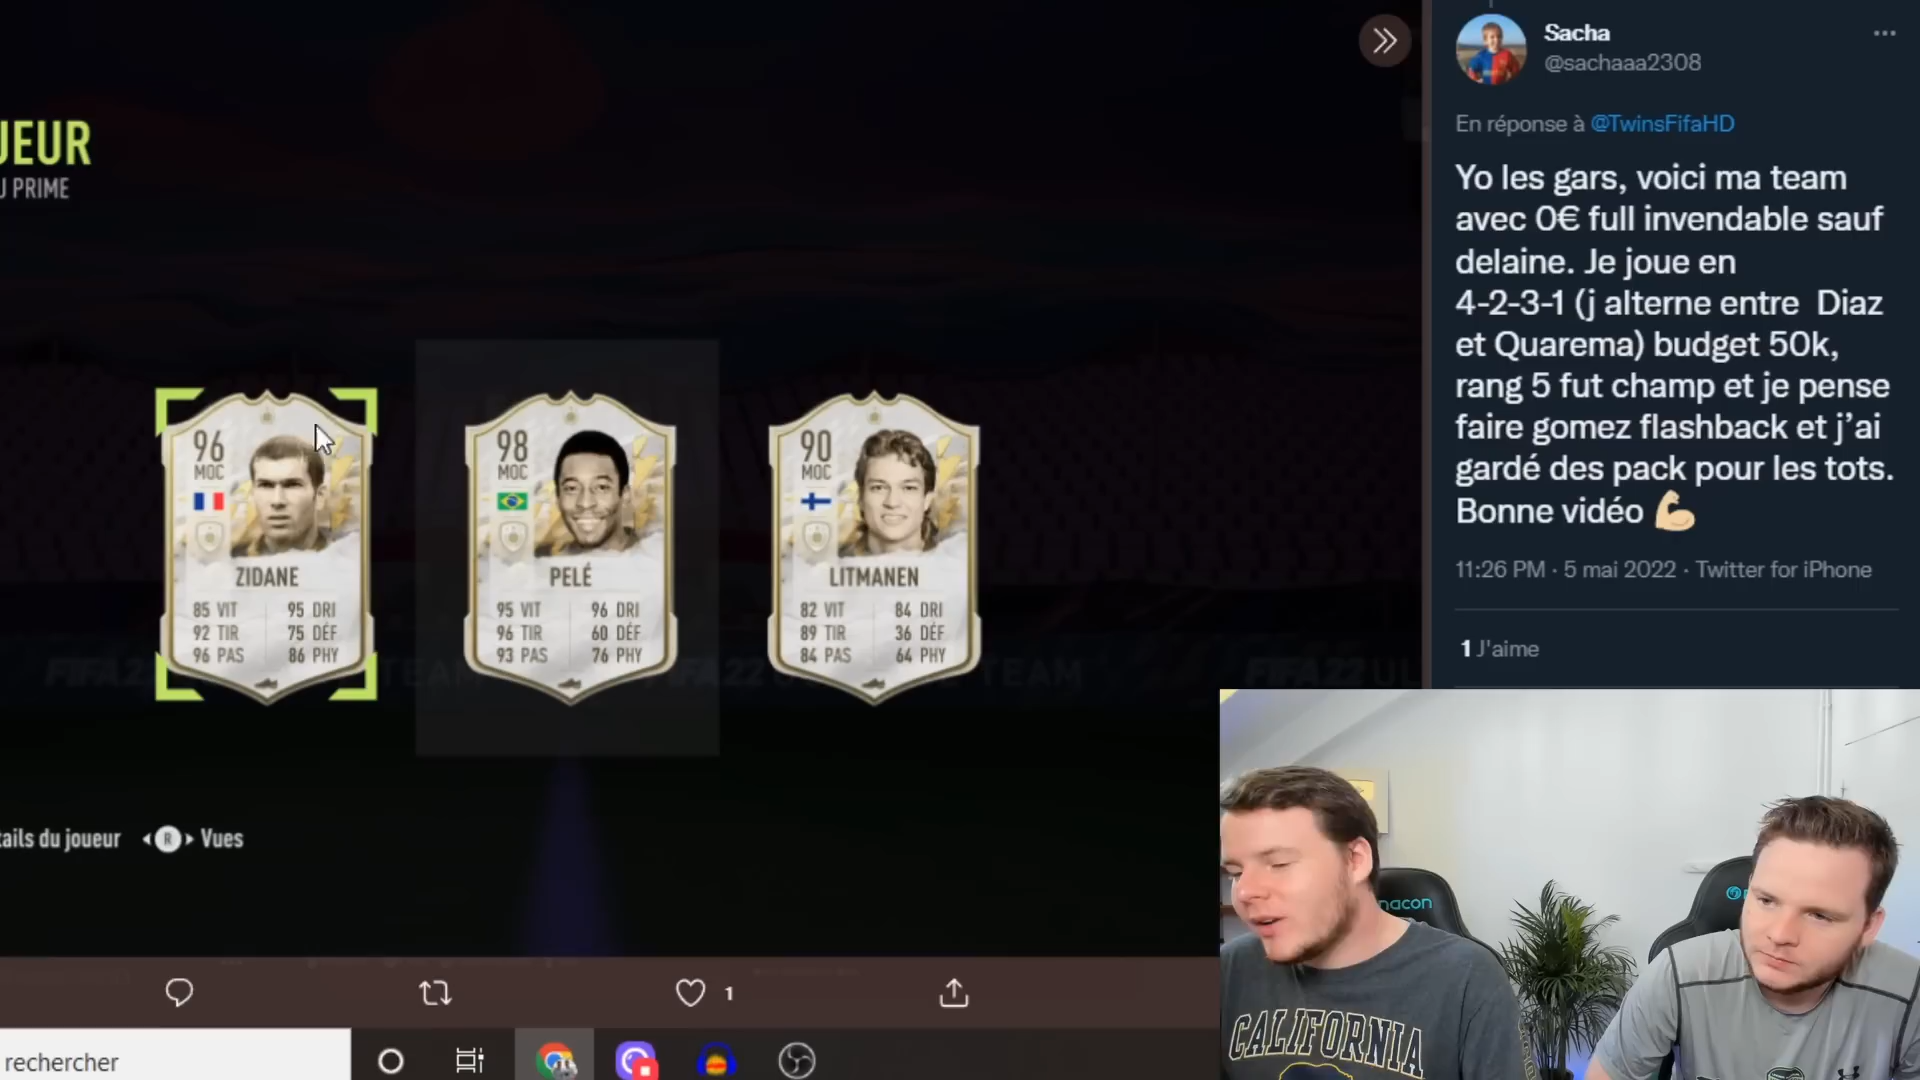 UEUR
U PRIME
96
MOC
ZIDANE
85 VIT 95 DRI
92 TIR 75 DÉF
96 PAS 86 PHY
98
MOC
PELÉ
95 VIT 96 DRI
96 TIR 60 DÉF
93 PAS 76 PHY
90
MOC
LITMANEN
82 VIT 84 DRI
89 TIR 36 DÉF
84 PAS 64 PHY
ails du joueur R Vues
1
rechercher
Sacha
@sachaaa2308
En réponse à @TwinsFifaHD
Yo les gars, voici ma team
avec 0€ full invendable sauf
delaine. Je joue en
4-2-3-1 (j alterne entre Diaz
et Quarema) budget 50k,
rang 5 fut champ et je pense
faire gomez flashback et j’ai
gardé des pack pour les tots.
Bonne vidéo 💪🏼
11:26 PM · 5 mai 2022 · Twitter for iPhone
1 J'aime
nacon
CALIFORNIA